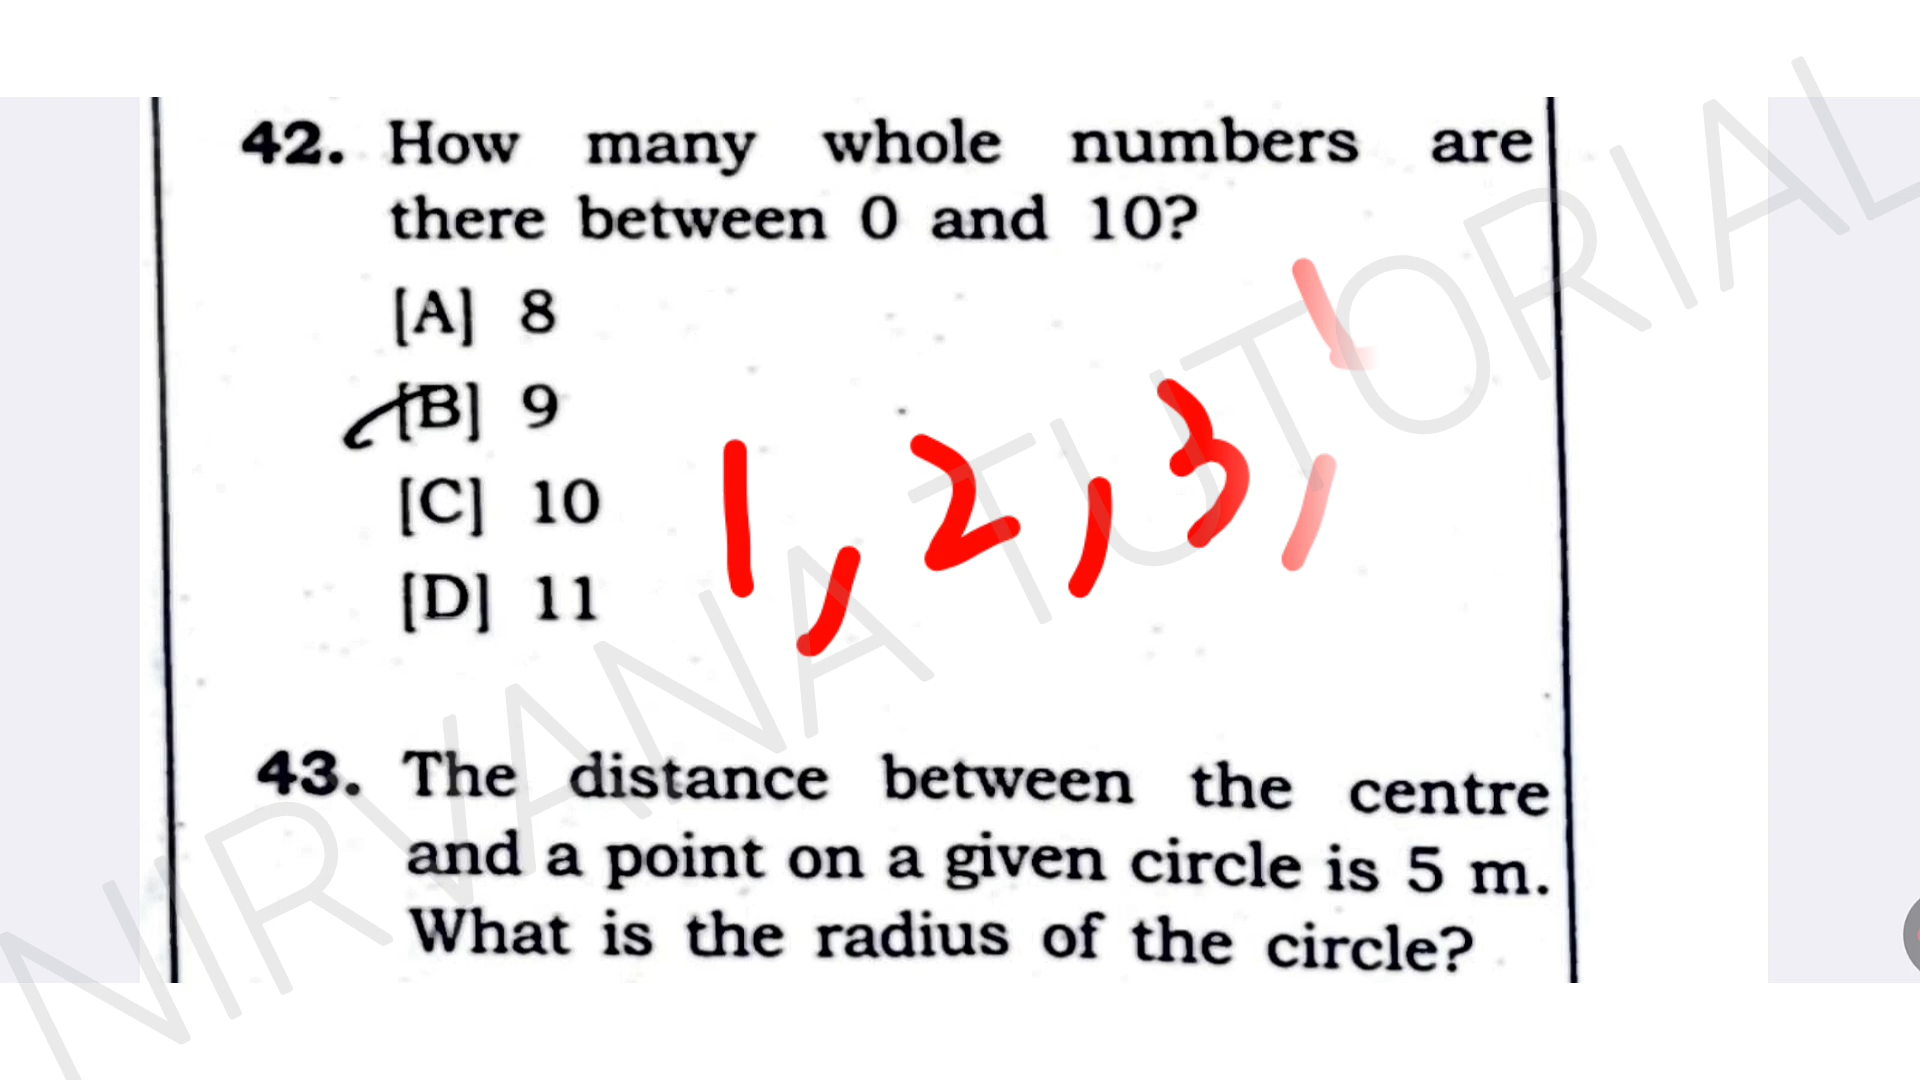 42. How many whole numbers are
there between 0 and 10?
[A] 8
[B] 9
[C] 10
[D] 11
1, 2, 3,
43. The distance between the centre
and a point on a given circle is 5 m.
What is the radius of the circle?
NIRVANA TUTORIAL